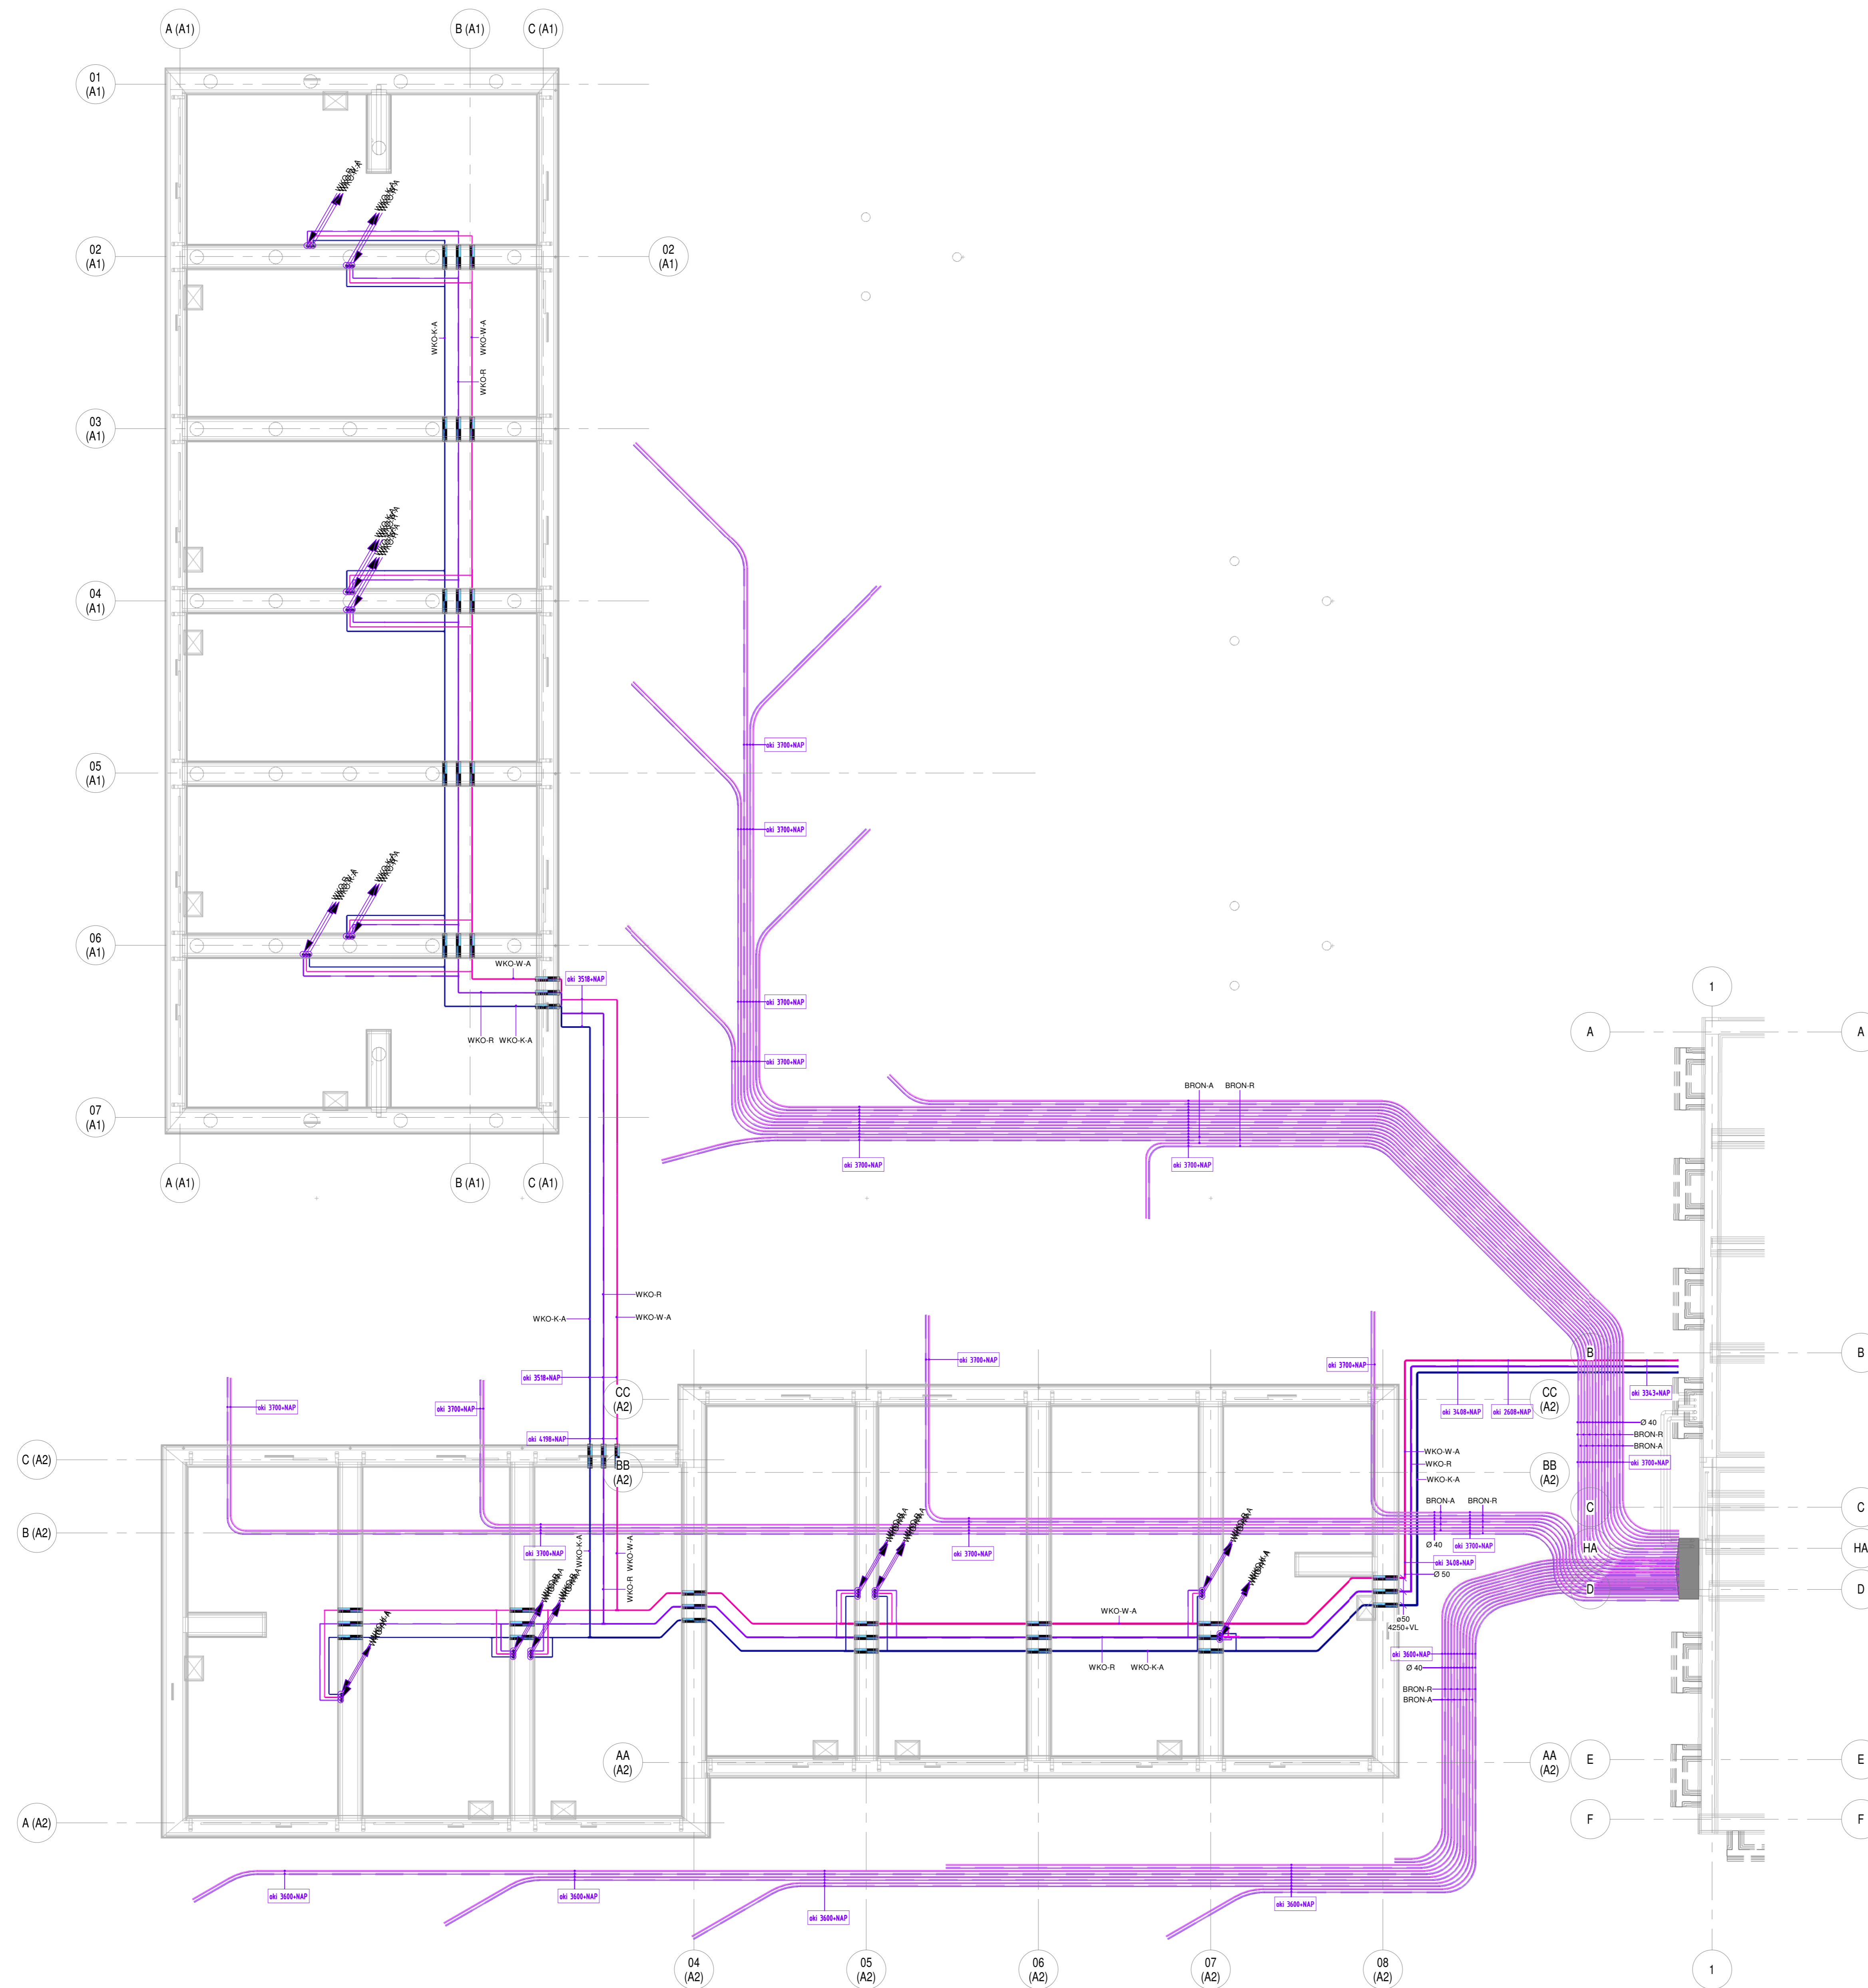 A (A1)
B (A1)
C (A1)
01
(A1)
02
(A1)
02
(A1)
WKO-K-A
WKO-W-A
WKO-R
03
(A1)
04
(A1)
oki 3700+NAP
05
(A1)
oki 3700+NAP
06
(A1)
WKO-W-A
oki 3518+NAP
oki 3700+NAP
WKO-R
WKO-K-A
oki 3700+NAP
1
A
A
BRON-A
BRON-R
07
(A1)
oki 3700+NAP
oki 3700+NAP
A (A1)
B (A1)
C (A1)
WKO-R
WKO-K-A
WKO-W-A
B
B
oki 3700+NAP
oki 3700+NAP
oki 3518+NAP
oki 3343+NAP
CC
(A2)
CC
(A2)
oki 3700+NAP
oki 3700+NAP
oki 3408+NAP
oki 2608+NAP
Ø 40
BRON-R
BRON-A
oki 4198+NAP
WKO-W-A
WKO-R
WKO-K-A
oki 3700+NAP
C (A2)
BB
(A2)
BB
(A2)
BRON-A
BRON-R
C
C
B (A2)
Ø 40
oki 3700+NAP
HA
HA
oki 3700+NAP
oki 3700+NAP
WKO-K-A
WKO-R
WKO-W-A
oki 3408+NAP
Ø 50
D
D
WKO-W-A
ø50
4250+VL
WKO-R
WKO-K-A
oki 3600+NAP
Ø 40
BRON-R
BRON-A
AA
(A2)
AA
(A2)
E
E
A (A2)
F
F
oki 3600+NAP
oki 3600+NAP
oki 3600+NAP
oki 3600+NAP
04
(A2)
05
(A2)
06
(A2)
07
(A2)
08
(A2)
1